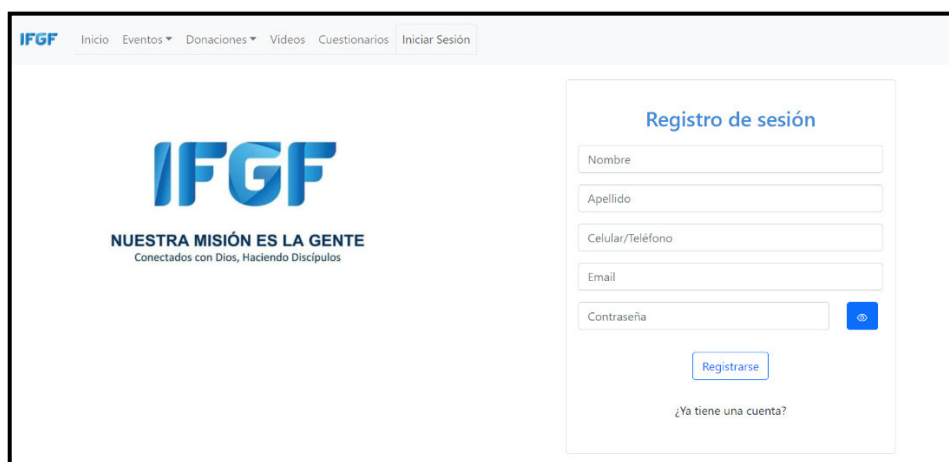 IFGF Inicio Eventos Donaciones Videos Cuestionarios Iniciar Sesión
IFGF
NUESTRA MISIÓN ES LA GENTE
Conectados con Dios, Haciendo Discípulos
Registro de sesión
Nombre
Apellido
Celular/Teléfono
Email
Contraseña
Registrarse
¿Ya tiene una cuenta?